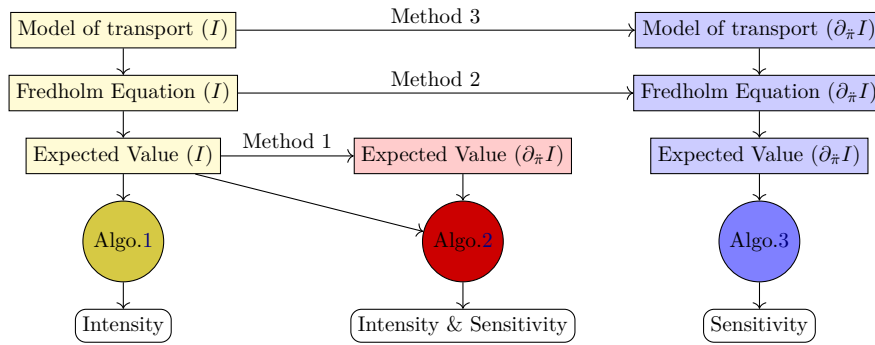 Method 3
Model of transport (I)
Model of transport (∂_π̈ I)
Method 2
Fredholm Equation (I)
Fredholm Equation (∂_π̈ I)
Method 1
Expected Value (I)
Expected Value (∂_π̈ I)
Expected Value (∂_π̈ I)
Algo.1
Algo.2
Algo.3
Intensity
Intensity & Sensitivity
Sensitivity